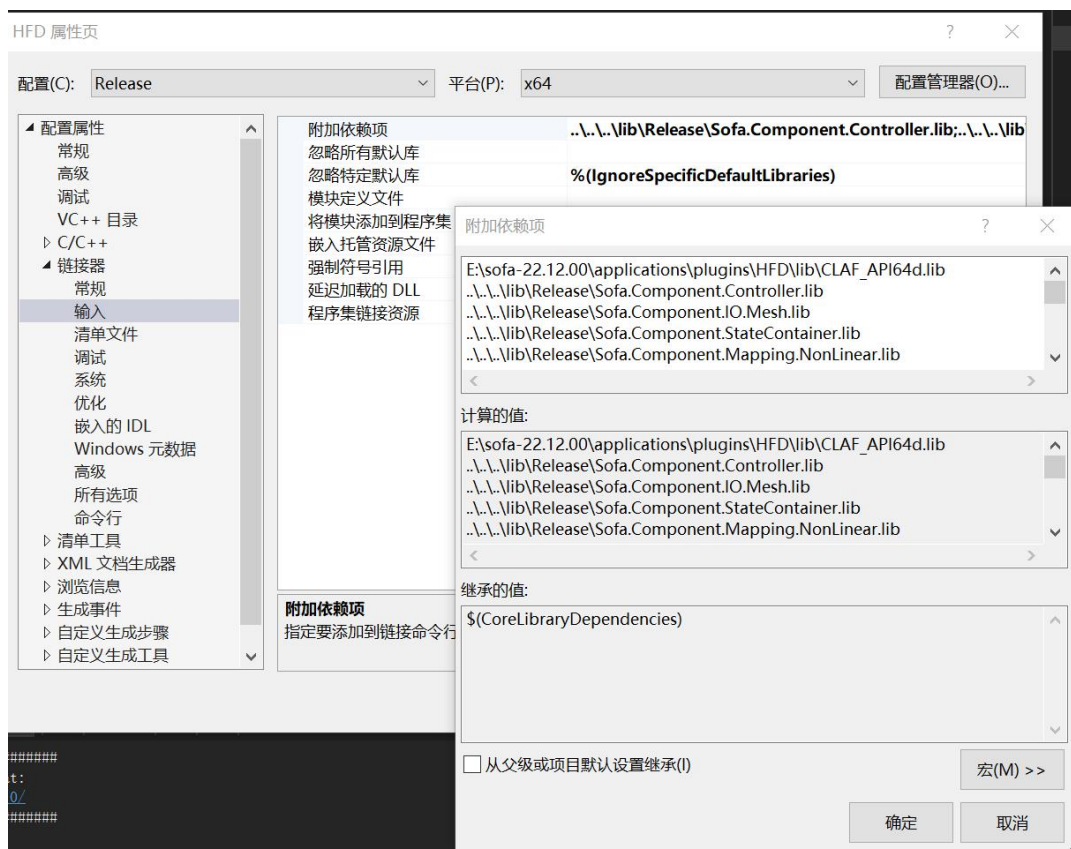 HFD 属性页
?
配置(C):
Release
平台(P):
x64
配置管理器(O)...
配置属性
常规
高级
调试
VC++ 目录
C/C++
链接器
常规
输入
清单文件
调试
系统
优化
嵌入的 IDL
Windows 元数据
高级
所有选项
命令行
清单工具
XML 文档生成器
浏览信息
生成事件
自定义生成步骤
自定义生成工具
附加依赖项 ..\..\..\lib\Release\Sofa.Component.Controller.lib;..\..\..\lib
忽略所有默认库
忽略特定默认库 %(IgnoreSpecificDefaultLibraries)
模块定义文件
将模块添加到程序集
嵌入托管资源文件
强制符号引用
延迟加载的 DLL
程序集链接资源
附加依赖项
指定要添加到链接命令行
附加依赖项
?
E:\sofa-22.12.00\applications\plugins\HFD\lib\CLAF_API64d.lib
..\..\..\lib\Release\Sofa.Component.Controller.lib
..\..\..\lib\Release\Sofa.Component.IO.Mesh.lib
..\..\..\lib\Release\Sofa.Component.StateContainer.lib
..\..\..\lib\Release\Sofa.Component.Mapping.NonLinear.lib
计算的值:
E:\sofa-22.12.00\applications\plugins\HFD\lib\CLAF_API64d.lib
..\..\..\lib\Release\Sofa.Component.Controller.lib
..\..\..\lib\Release\Sofa.Component.IO.Mesh.lib
..\..\..\lib\Release\Sofa.Component.StateContainer.lib
..\..\..\lib\Release\Sofa.Component.Mapping.NonLinear.lib
继承的值:
$(CoreLibraryDependencies)
从父级或项目默认设置继承(I)
宏(M) >>
确定
取消
#######
t:
0/
#######